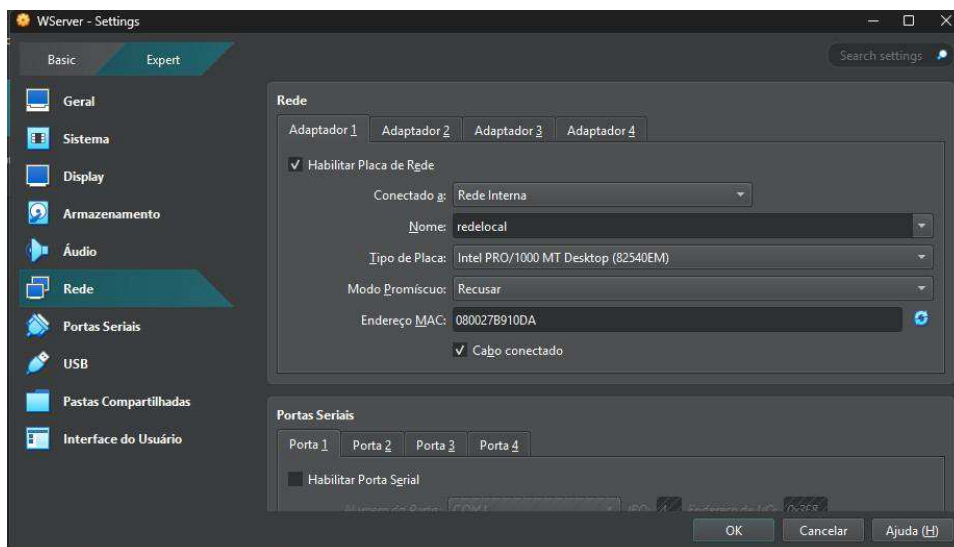 WServer - Settings
Basic Expert Search settings
Geral
Sistema
Display
Armazenamento
Áudio
Rede
Portas Seriais
USB
Pastas Compartilhadas
Interface do Usuário
Rede
Adaptador 1 Adaptador 2 Adaptador 3 Adaptador 4
Habilitar Placa de Rede
Conectado a: Rede Interna
Nome: redelocal
Tipo de Placa: Intel PRO/1000 MT Desktop (82540EM)
Modo Promíscuo: Recusar
Endereço MAC: 080027B910DA
Cabo conectado
Portas Seriais
Porta 1 Porta 2 Porta 3 Porta 4
Habilitar Porta Serial
COM1
OK Cancelar Ajuda (H)